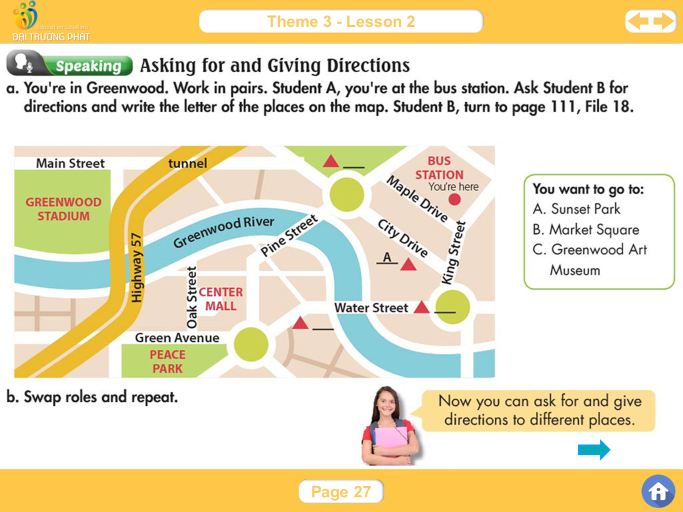 Theme 3 - Lesson 2
ĐẠI TRƯỜNG PHÁT
Speaking
Asking for and Giving Directions
a. You're in Greenwood. Work in pairs. Student A, you're at the bus station. Ask Student B for
directions and write the letter of the places on the map. Student B, turn to page 111, File 18.
Main Street
tunnel
BUS
STATION
You're here
GREENWOOD
STADIUM
Maple Drive
Greenwood River
Pine Street
City Drive
King Street
A
Highway 57
Oak Street
CENTER
MALL
Water Street
Green Avenue
PEACE
PARK
You want to go to:
A. Sunset Park
B. Market Square
C. Greenwood Art
Museum
b. Swap roles and repeat.
Now you can ask for and give
directions to different places.
Page 27